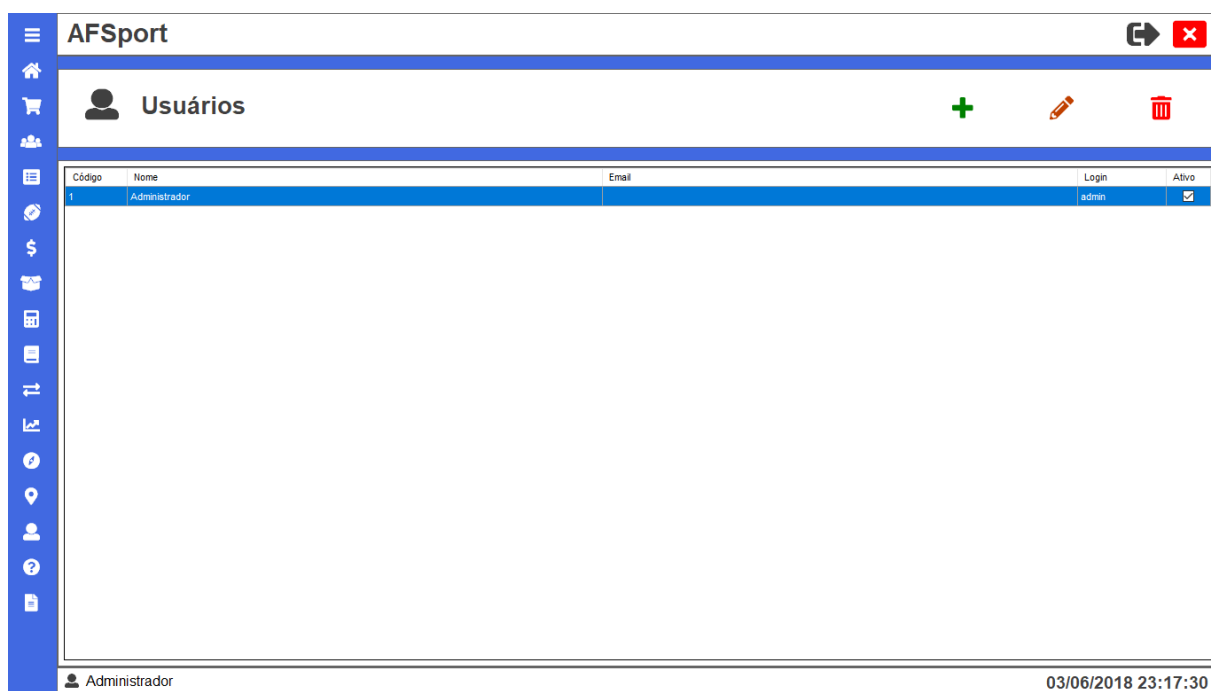 AFSport
Usuários
Código Nome Email Login Ativo
1 Administrador admin
Administrador 03/06/2018 23:17:30